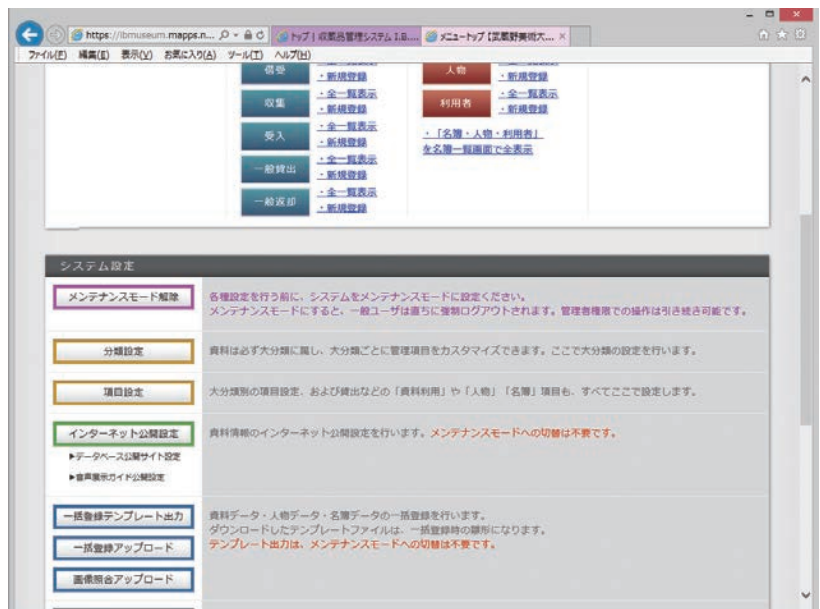 https://ibmuseum.mapps.n...
トップ | 収蔵品管理システム I.B....
メニュートップ【武蔵野美術大...
ファイル(F) 編集(E) 表示(V) お気に入り(A) ツール(T) ヘルプ(H)
借受
・新規登録
人物
・新規登録
収集
・全一覧表示
・新規登録
利用者
・全一覧表示
・新規登録
受入
・全一覧表示
・新規登録
・「名簿・人物・利用者」
を名簿一覧画面で全表示
一般貸出
・全一覧表示
・新規登録
一般返却
・全一覧表示
・新規登録
システム設定
メンテナンスモード解除
各種設定を行う前に、システムをメンテナンスモードに設定ください。
メンテナンスモードにすると、一般ユーザは直ちに強制ログアウトされます。管理者権限での操作は引き続き可能です。
分類設定
資料は必ず大分類に属し、大分類ごとに管理項目をカスタマイズできます。ここで大分類の設定を行います。
項目設定
大分類別の項目設定、および貸出などの「資料利用」や「人物」「名簿」項目も、すべてここで設定します。
インターネット公開設定
資料情報のインターネット公開設定を行います。メンテナンスモードへの切替は不要です。
▶データベース公開サイト設定
▶音声展示ガイド公開設定
一括登録テンプレート出力
資料データ・人物データ・名簿データの一括登録を行います。
ダウンロードしたテンプレートファイルは、一括登録時の雛形になります。
テンプレート出力は、メンテナンスモードへの切替は不要です。
一括登録アップロード
画像照合アップロード